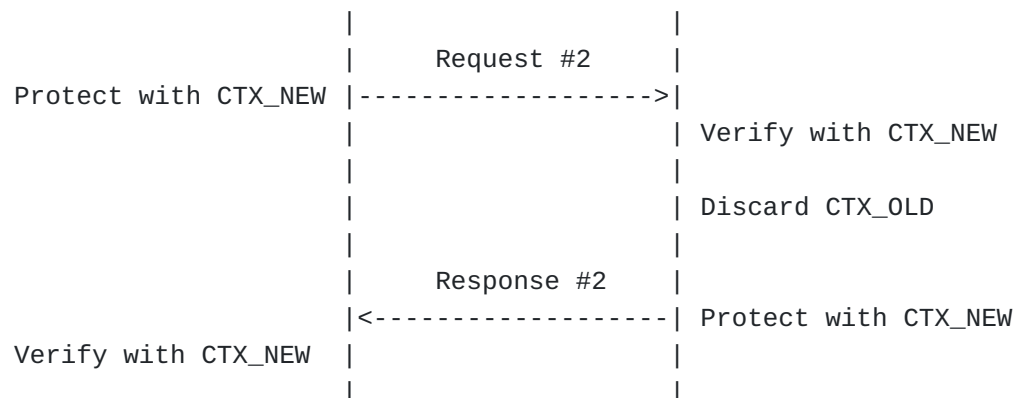 Request #2
Protect with CTX_NEW |------------------->|
Verify with CTX_NEW
Discard CTX_OLD
Response #2
|<-------------------| Protect with CTX_NEW
Verify with CTX_NEW